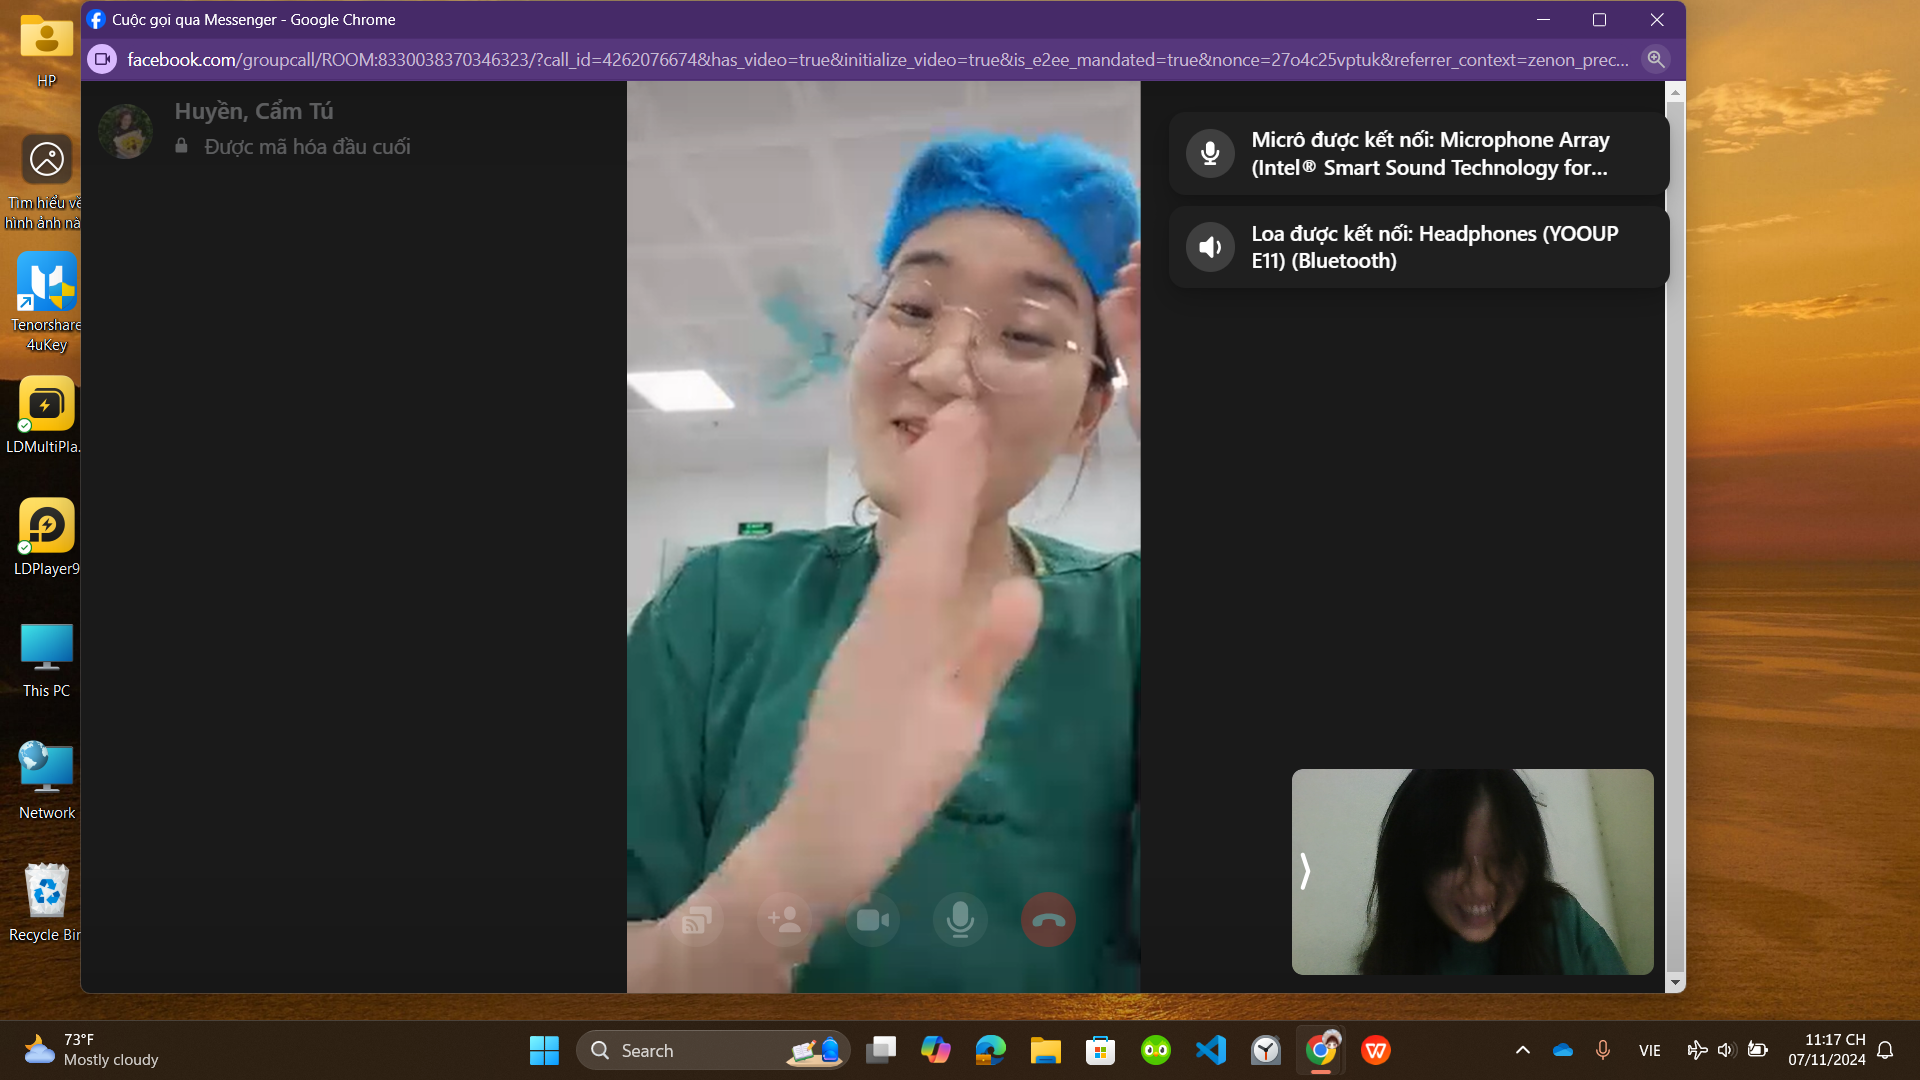 Cuộc gọi qua Messenger - Google Chrome
facebook.com/groupcall/ROOM:8330038370346323/?call_id=4262076674&has_video=true&initialize_video=true&is_e2ee_mandated=true&nonce=27o4c25vptuk&referrer_context=zenon_prec...
Huyền, Cẩm Tú
Được mã hóa đầu cuối
Micrô được kết nối: Microphone Array
(Intel® Smart Sound Technology for...
Loa được kết nối: Headphones (YOOUP
E11) (Bluetooth)
HP
Tìm hiểu về
hình ảnh nà
Tenorshare
4uKey
LDMultiPla.
LDPlayer9
This PC
Network
Recycle Bin
73°F
Mostly cloudy
Search
VIE
11:17 CH
07/11/2024